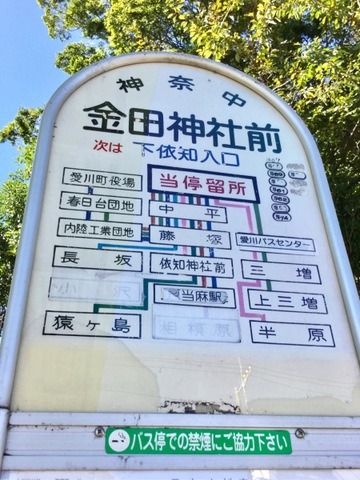 神奈中
金田神社前
次は 下依知入口
愛川町役場 当停留所
春日台団地 中平
内陸工業団地 藤塚 愛川バスセンター
長坂 依知神社前 三増
小沢 当麻駅 上三増
猿ヶ島 相模原 半原
バス停での禁煙にご協力下さい